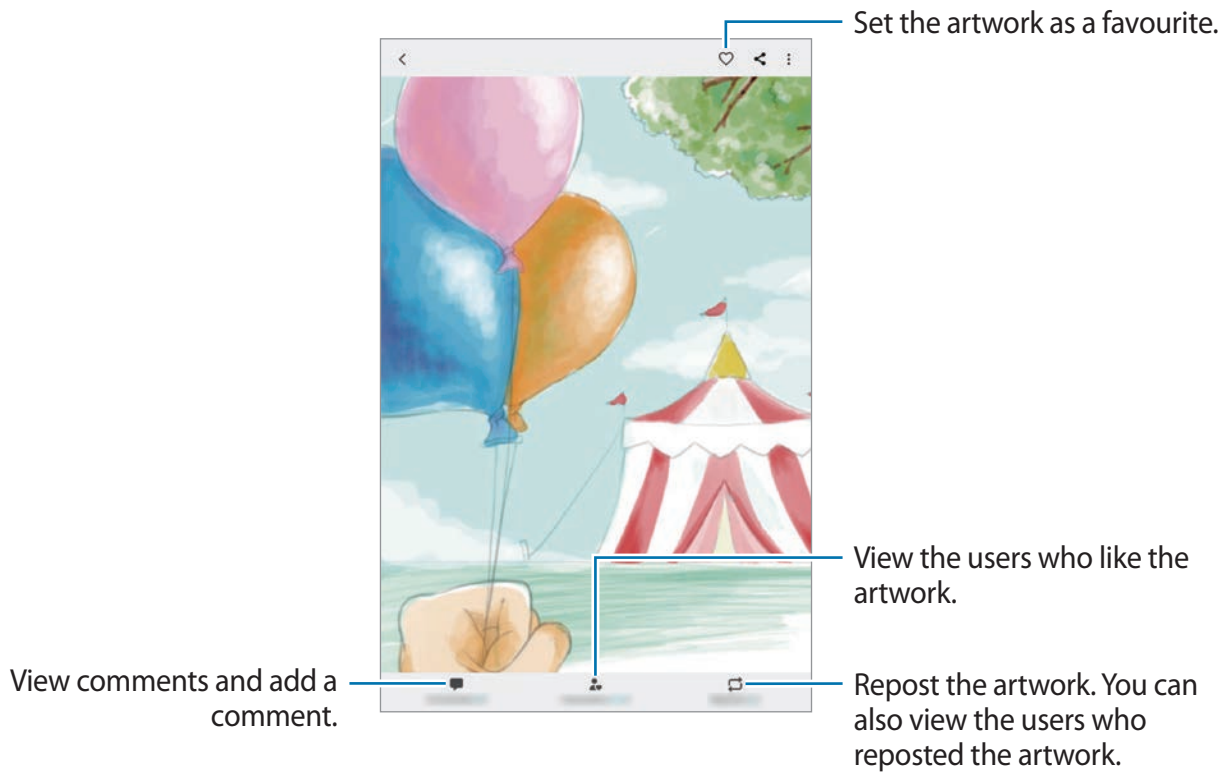 Set the artwork as a favourite.
View the users who like the
artwork.
View comments and add a
comment.
Repost the artwork. You can
also view the users who
reposted the artwork.